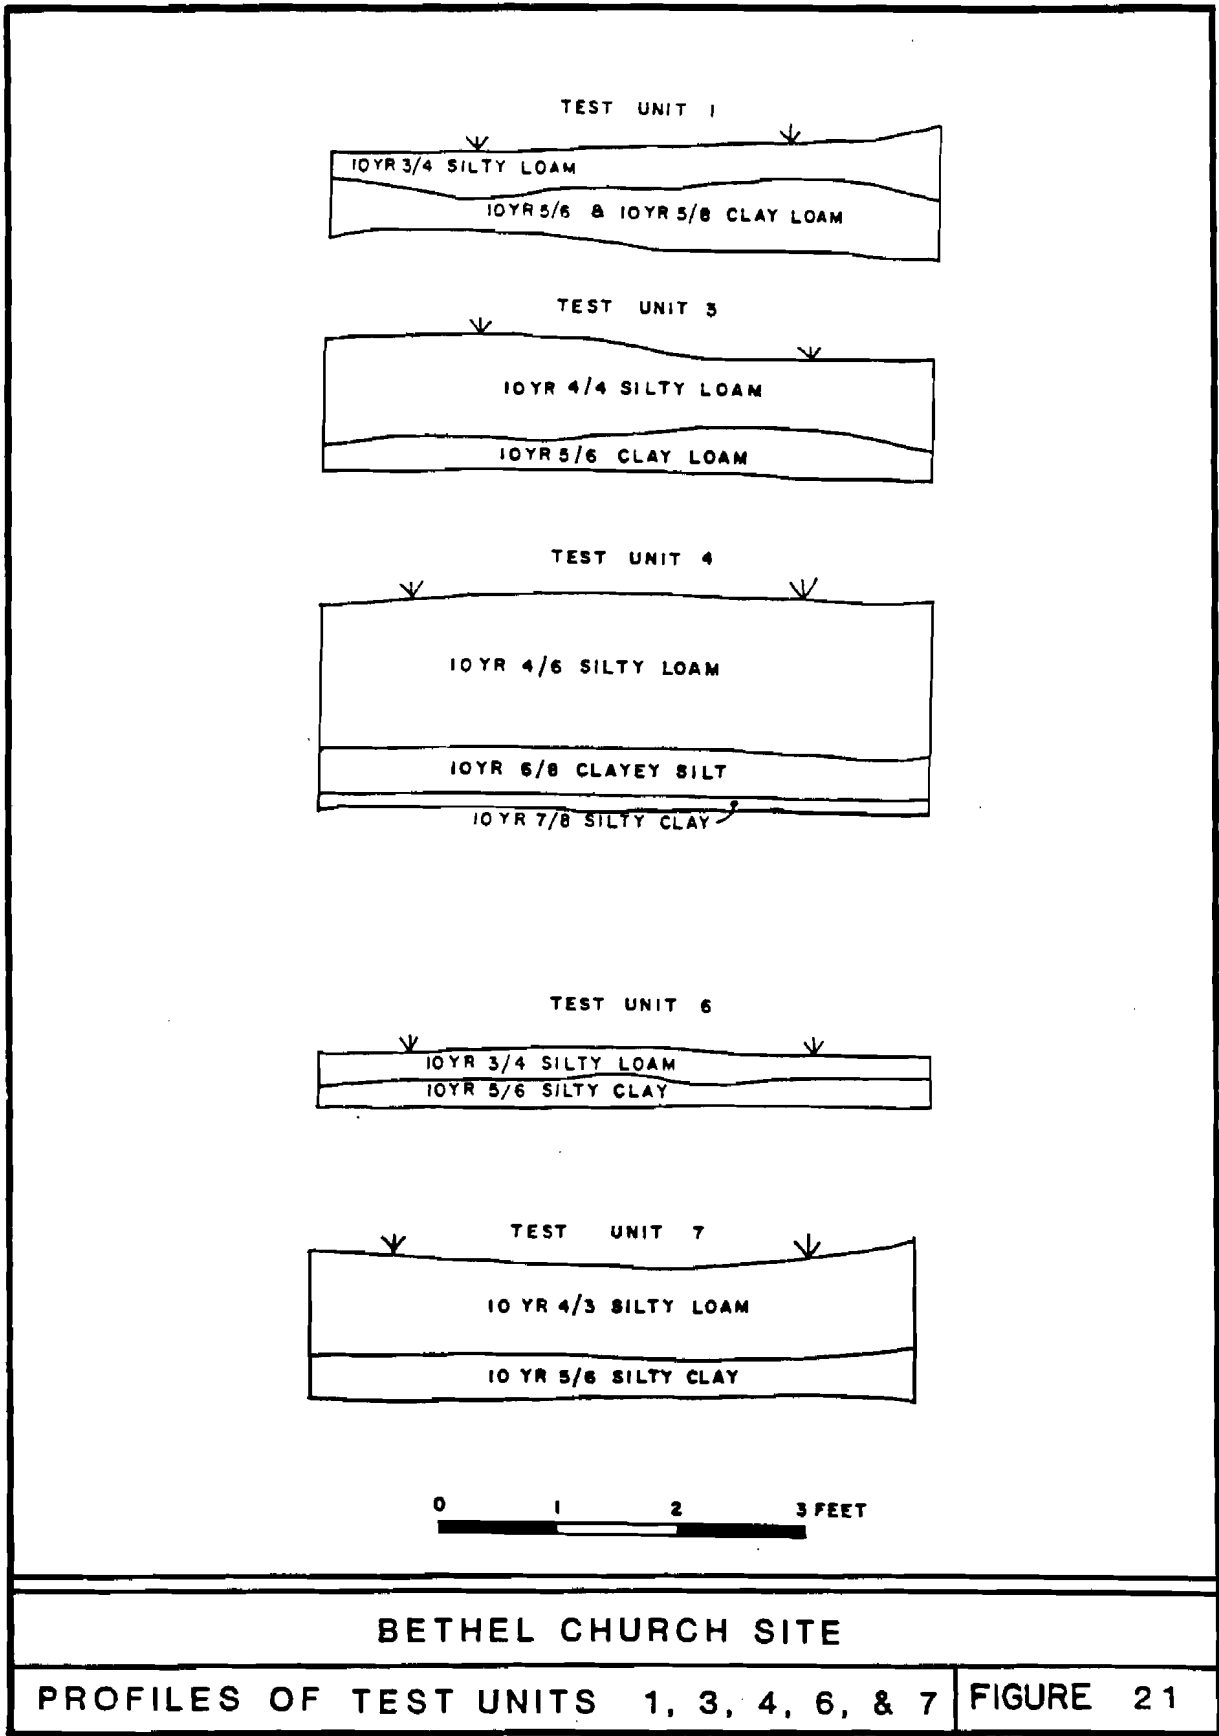 TEST UNIT 1
10YR 3/4 SILTY LOAM
10YR 5/6 & 10YR 5/8 CLAY LOAM
TEST UNIT 3
10YR 4/4 SILTY LOAM
10YR 5/6 CLAY LOAM
TEST UNIT 4
10YR 4/6 SILTY LOAM
10YR 6/8 CLAYEY SILT
10YR 7/8 SILTY CLAY
TEST UNIT 6
10YR 3/4 SILTY LOAM
10YR 5/6 SILTY CLAY
TEST UNIT 7
10 YR 4/3 SILTY LOAM
10 YR 5/6 SILTY CLAY
0 1 2 3 FEET
BETHEL CHURCH SITE
PROFILES OF TEST UNITS 1, 3, 4, 6, & 7
FIGURE 21